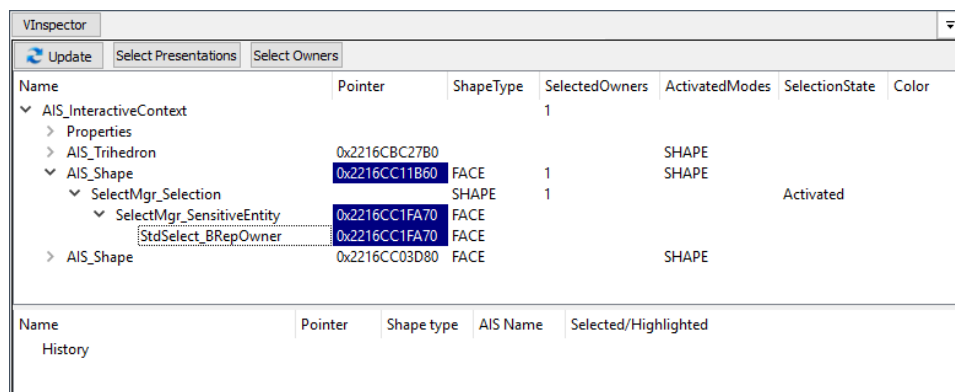 VInspector
Update Select Presentations Select Owners
Name Pointer ShapeType SelectedOwners ActivatedModes SelectionState Color
AIS_InteractiveContext 1
Properties
AIS_Trihedron 0x2216CBC27B0 SHAPE
AIS_Shape 0x2216CC11B60 FACE 1 SHAPE
SelectMgr_Selection SHAPE 1 Activated
SelectMgr_SensitiveEntity 0x2216CC1FA70 FACE
StdSelect_BRepOwner 0x2216CC1FA70 FACE
AIS_Shape 0x2216CC03D80 FACE SHAPE
Name Pointer Shape type AIS Name Selected/Highlighted
History